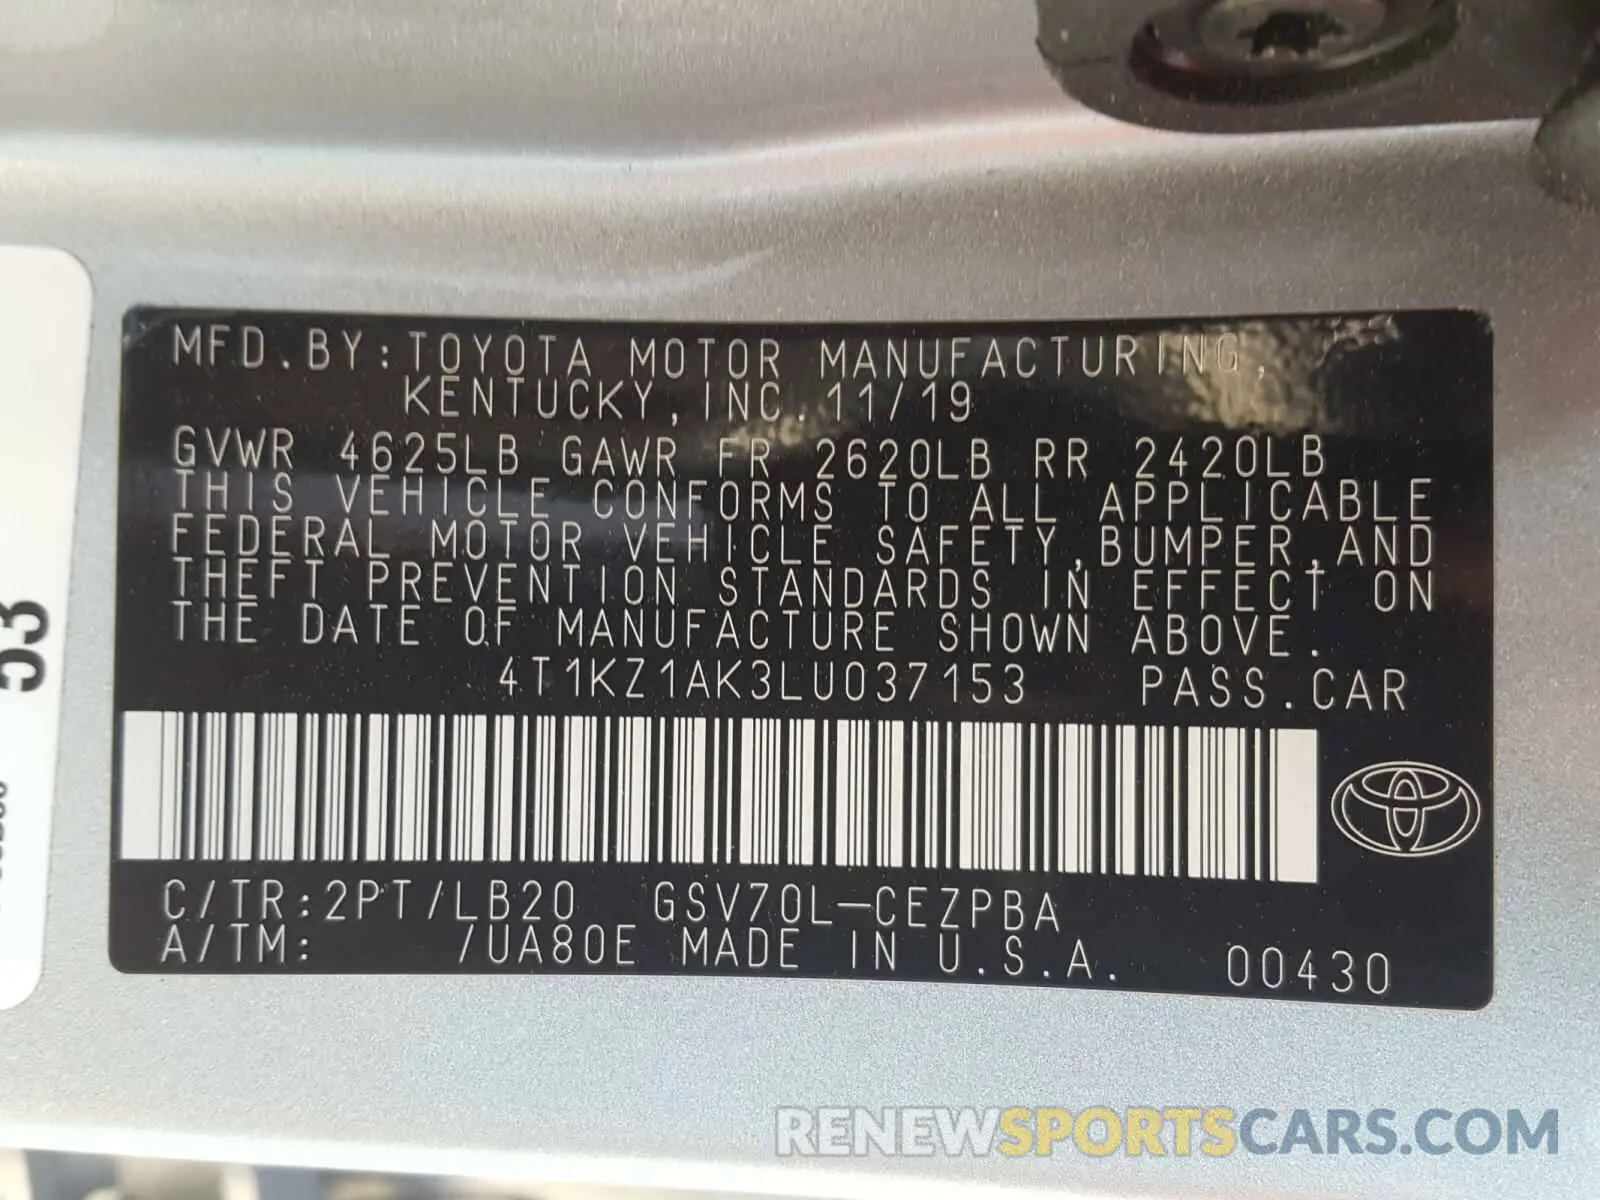 MFD.BY:TOYOTA MOTOR MANUFACTURING,
KENTUCKY,INC.11/19
GVWR 4625LB GAWR FR 2620LB RR 2420LB
THIS VEHICLE CONFORMS TO ALL APPLICABLE
FEDERAL MOTOR VEHICLE SAFETY,BUMPER,AND
THEFT PREVENTION STANDARDS IN EFFECT ON
THE DATE OF MANUFACTURE SHOWN ABOVE.
4T1KZ1AK3LU037153 PASS.CAR
C/TR:2PT/LB20 GSV70L-CEZPBA
A/TM: /UA80E MADE IN U.S.A. 00430
53
RENEWSPORTSCARS.COM